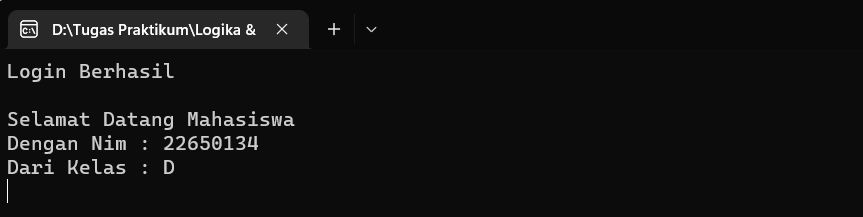 D:\Tugas Praktikum\Logika &
Login Berhasil
Selamat Datang Mahasiswa
Dengan Nim : 22650134
Dari Kelas : D